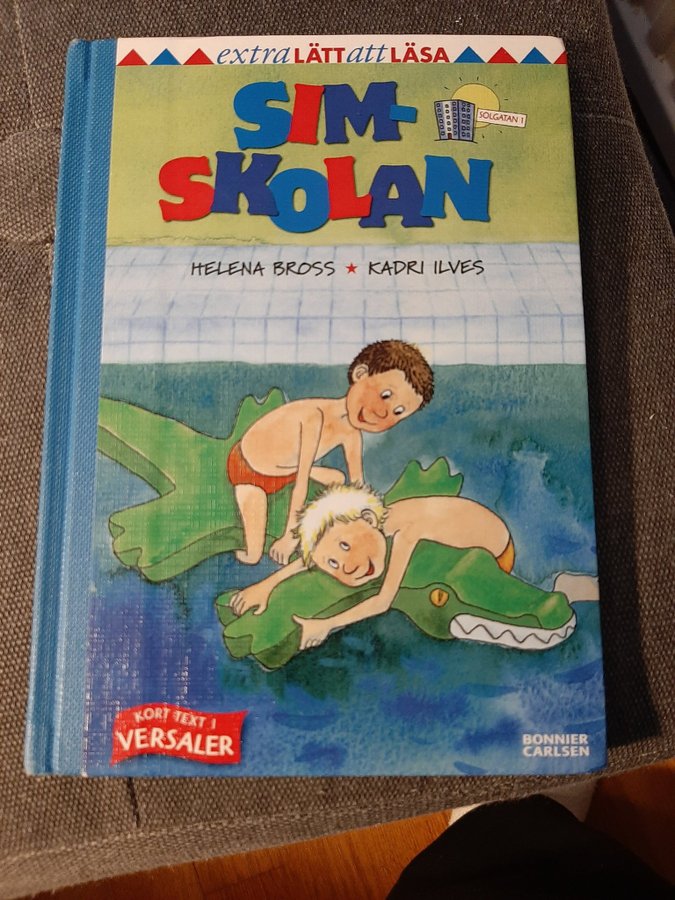 extra LÄTT att LÄSA
SIM-
SOLGATAN 1
SKOLAN
HELENA BROSS ★ KADRI ILVES
KORT TEXT I
VERSALER
BONNIER
CARLSEN